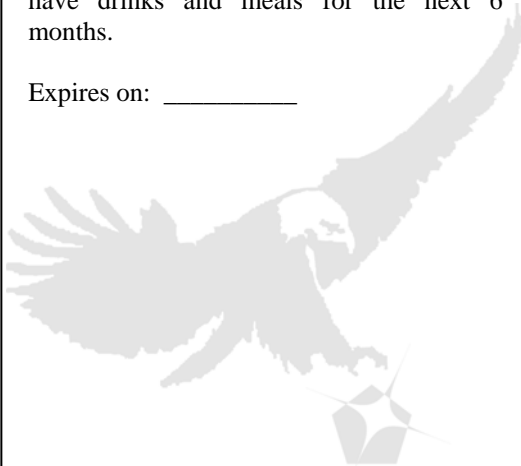 have drinks and meals for the next 6
months.
Expires on: __________